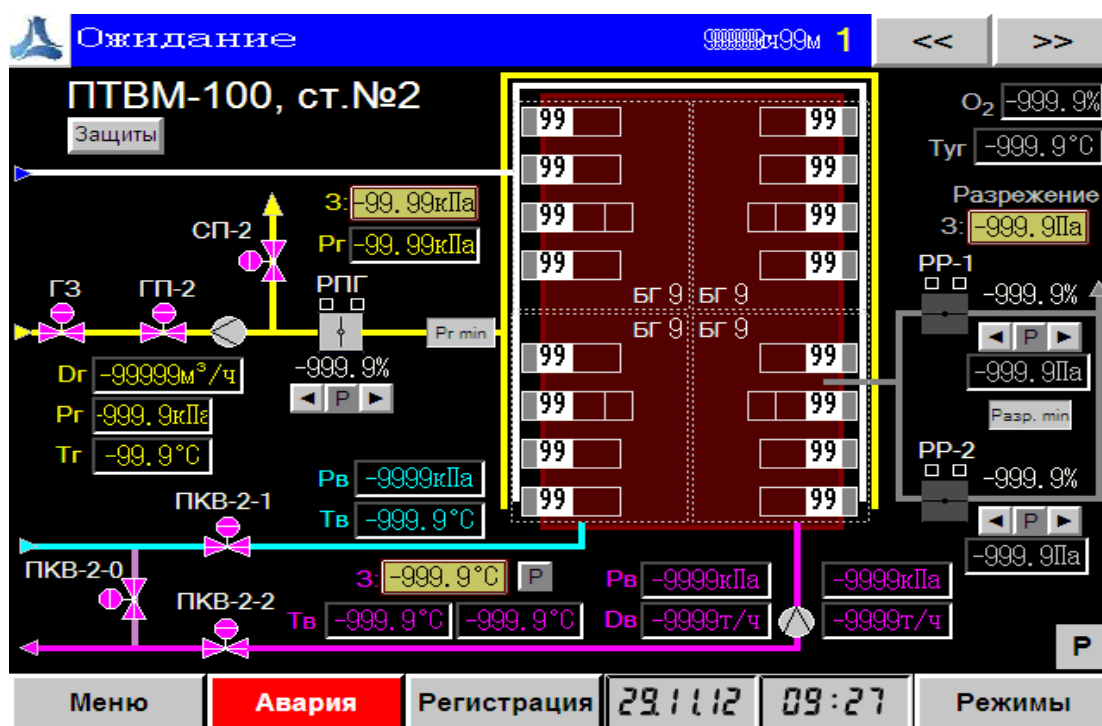 Ожидание 1 << >>
ПТВМ-100, ст.№2
Защиты
O2 -999.9%
Туг -999.9°C
Разрежение
З: -999.9Па
З: -99.99кПа
Рг -99.99кПа
СП-2
ГЗ ГП-2 РПГ
Рг min
-999.9%
◄ Р ►
Dг -99999м³/ч
Рг -999.9кПа
Тг -99.9°C
99 99
99 99
99 99
99 99
БГ 9 БГ 9
БГ 9 БГ 9
99 99
99 99
99 99
99 99
РР-1
-999.9%
◄ Р ►
-999.9Па
Разр. min
РР-2
-999.9%
◄ Р ►
-999.9Па
Рв -9999кПа
Тв -999.9°C
ПКВ-2-1
ПКВ-2-0
ПКВ-2-2
З: -999.9°C Р
Тв -999.9°C -999.9°C
Рв -9999кПа -9999кПа
Dв -9999т/ч -9999т/ч
Р
Меню Авария Регистрация 29.11.12 09:27 Режимы